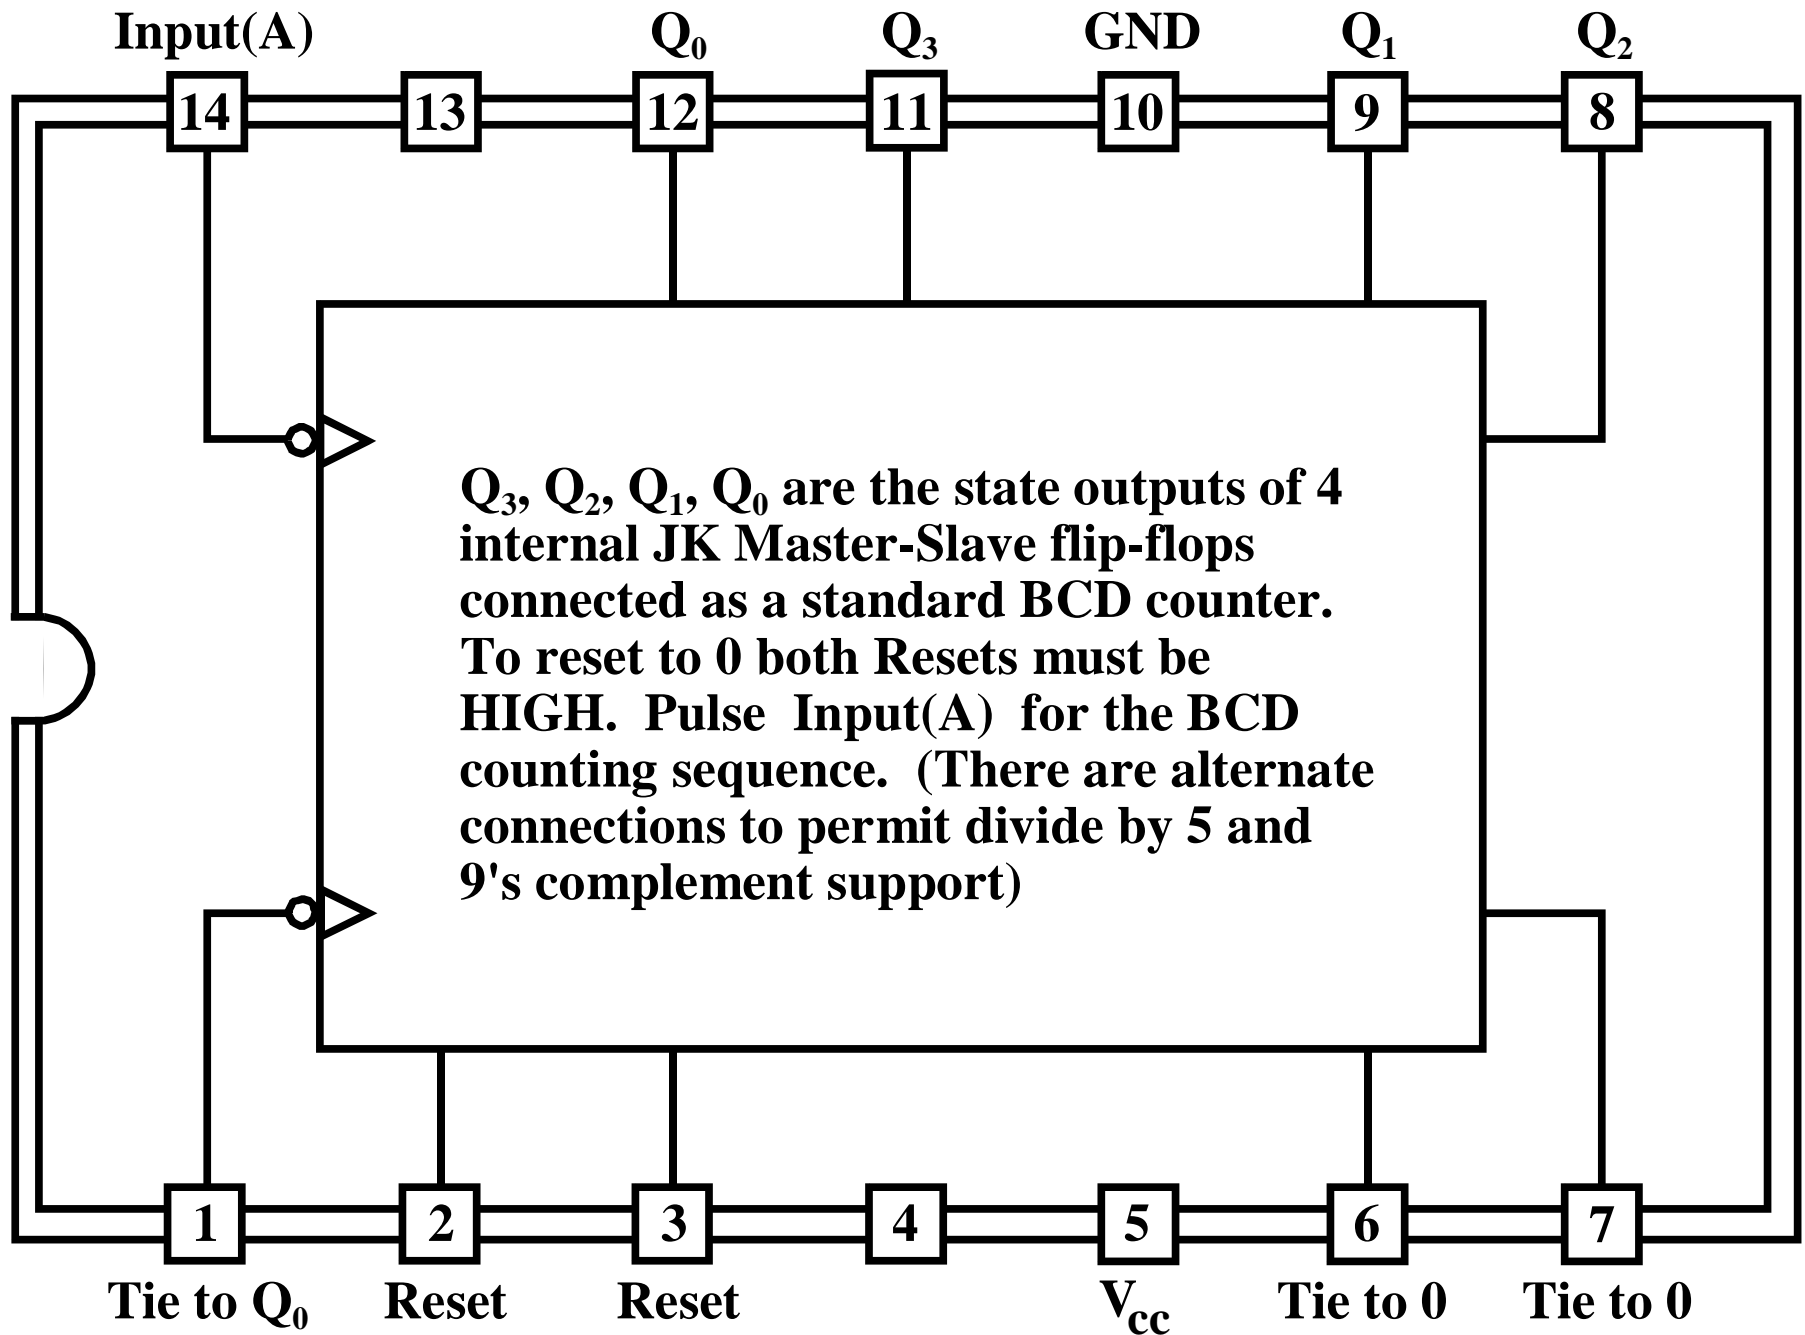 Input(A) Q0 Q3 GND Q1 Q2
14 13 12 11 10 9 8
Q3, Q2, Q1, Q0 are the state outputs of 4
internal JK Master-Slave flip-flops
connected as a standard BCD counter.
To reset to 0 both Resets must be
HIGH. Pulse Input(A) for the BCD
counting sequence. (There are alternate
connections to permit divide by 5 and
9's complement support)
1 2 3 4 5 6 7
Tie to Q0 Reset Reset Vcc Tie to 0 Tie to 0